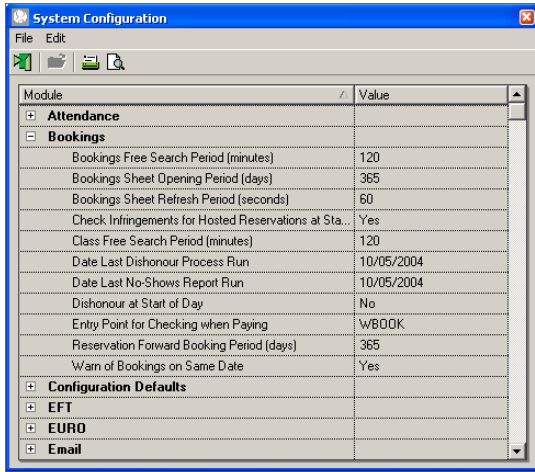 System Configuration
File Edit
Module Value
Attendance
Bookings
Bookings Free Search Period (minutes) 120
Bookings Sheet Opening Period (days) 365
Bookings Sheet Refresh Period (seconds) 60
Check Infringements for Hosted Reservations at Sta... Yes
Class Free Search Period (minutes) 120
Date Last Dishonour Process Run 10/05/2004
Date Last No-Shows Report Run 10/05/2004
Dishonour at Start of Day No
Entry Point for Checking when Paying WBOOK
Reservation Forward Booking Period (days) 365
Warn of Bookings on Same Date Yes
Configuration Defaults
EFT
EURO
Email